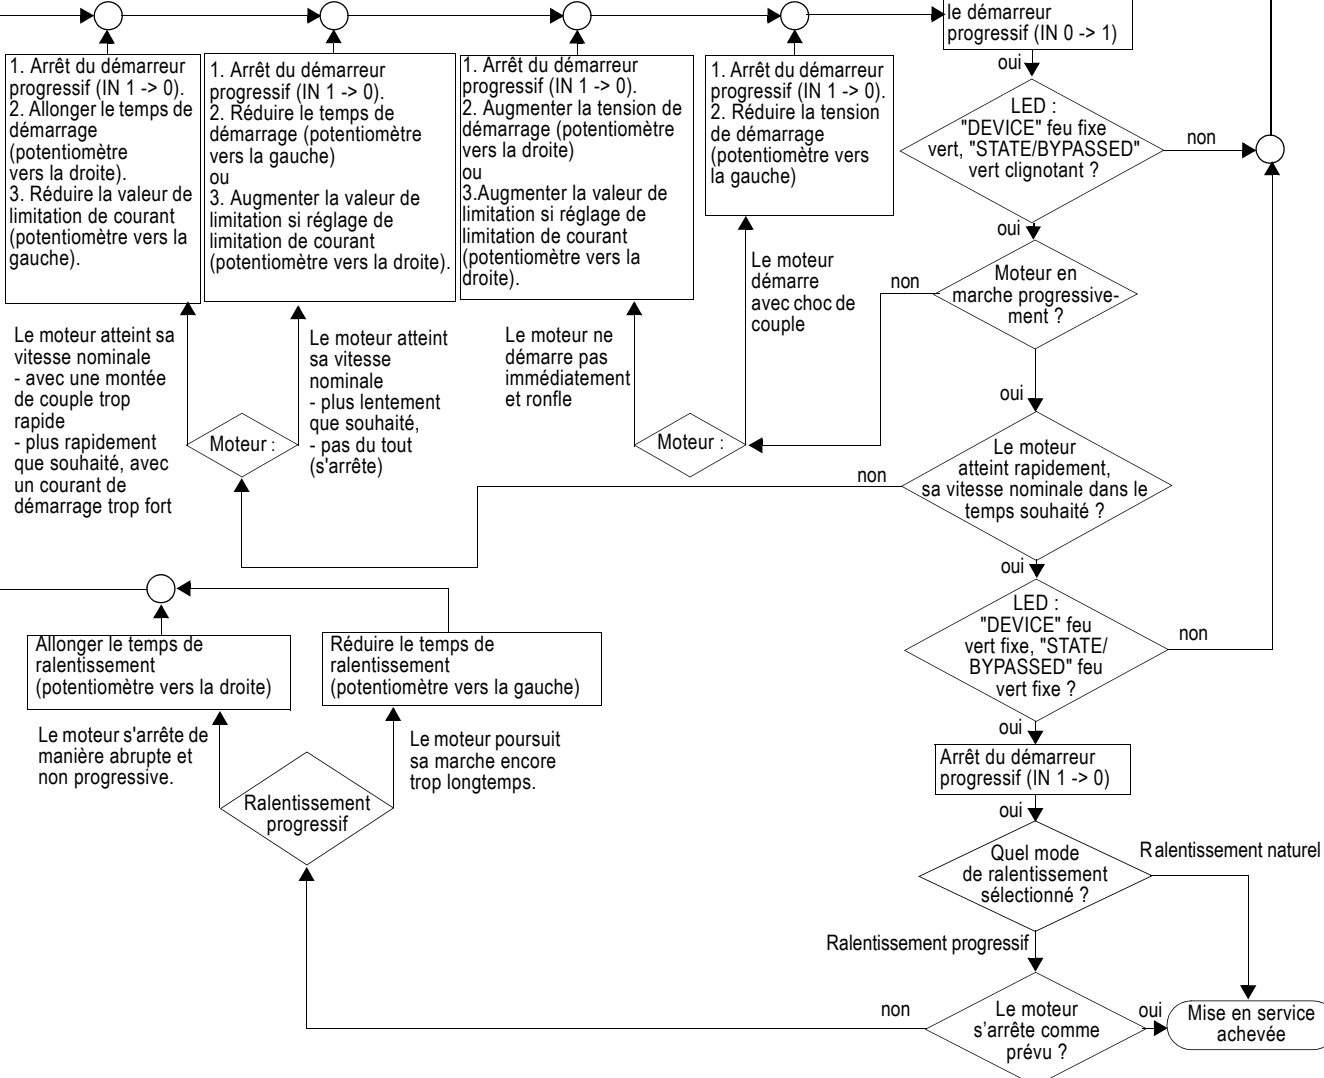 le démarreur
progressif (IN 0 -> 1)
1. Arrêt du démarreur
progressif (IN 1 -> 0).
2. Allonger le temps de
démarrage
(potentiomètre
vers la droite).
3. Réduire la valeur de
limitation de courant
(potentiomètre vers la
gauche).
1. Arrêt du démarreur
progressif (IN 1 -> 0).
2. Réduire le temps de
démarrage (potentiomètre
vers la gauche)
ou
3. Augmenter la valeur de
limitation si réglage de
limitation de courant
(potentiomètre vers la droite).
1. Arrêt du démarreur
progressif (IN 1 -> 0).
2. Augmenter la tension de
démarrage (potentiomètre
vers la droite)
ou
3.Augmenter la valeur de
limitation si réglage de
limitation de courant
(potentiomètre vers la
droite).
1. Arrêt du démarreur
progressif (IN 1 -> 0).
2. Réduire la tension
de démarrage
(potentiomètre vers
la gauche)
oui
LED :
"DEVICE" feu fixe
vert, "STATE/BYPASSED"
vert clignotant ?
non
oui
Moteur en
marche progressive-
ment ?
non
Le moteur
démarre
avec choc de
couple
Le moteur atteint sa
vitesse nominale
- avec une montée
de couple trop
rapide
- plus rapidement
que souhaité, avec
un courant de
démarrage trop fort
Moteur :
Le moteur atteint
sa vitesse
nominale
- plus lentement
que souhaité,
- pas du tout
(s'arrête)
Le moteur ne
démarre pas
immédiatement
et ronfle
Moteur :
oui
Le moteur
atteint rapidement,
sa vitesse nominale dans le
temps souhaité ?
non
oui
LED :
"DEVICE" feu
vert fixe, "STATE/
BYPASSED" feu
vert fixe ?
non
Allonger le temps de
ralentissement
(potentiomètre vers la droite)
Réduire le temps de
ralentissement
(potentiomètre vers la gauche)
Le moteur s'arrête de
manière abrupte et
non progressive.
Ralentissement
progressif
Le moteur poursuit
sa marche encore
trop longtemps.
oui
Arrêt du démarreur
progressif (IN 1 -> 0)
oui
Quel mode
de ralentissement
sélectionné ?
Ralentissement naturel
Ralentissement progressif
non
Le moteur
s'arrête comme
prévu ?
oui
Mise en service
achevée